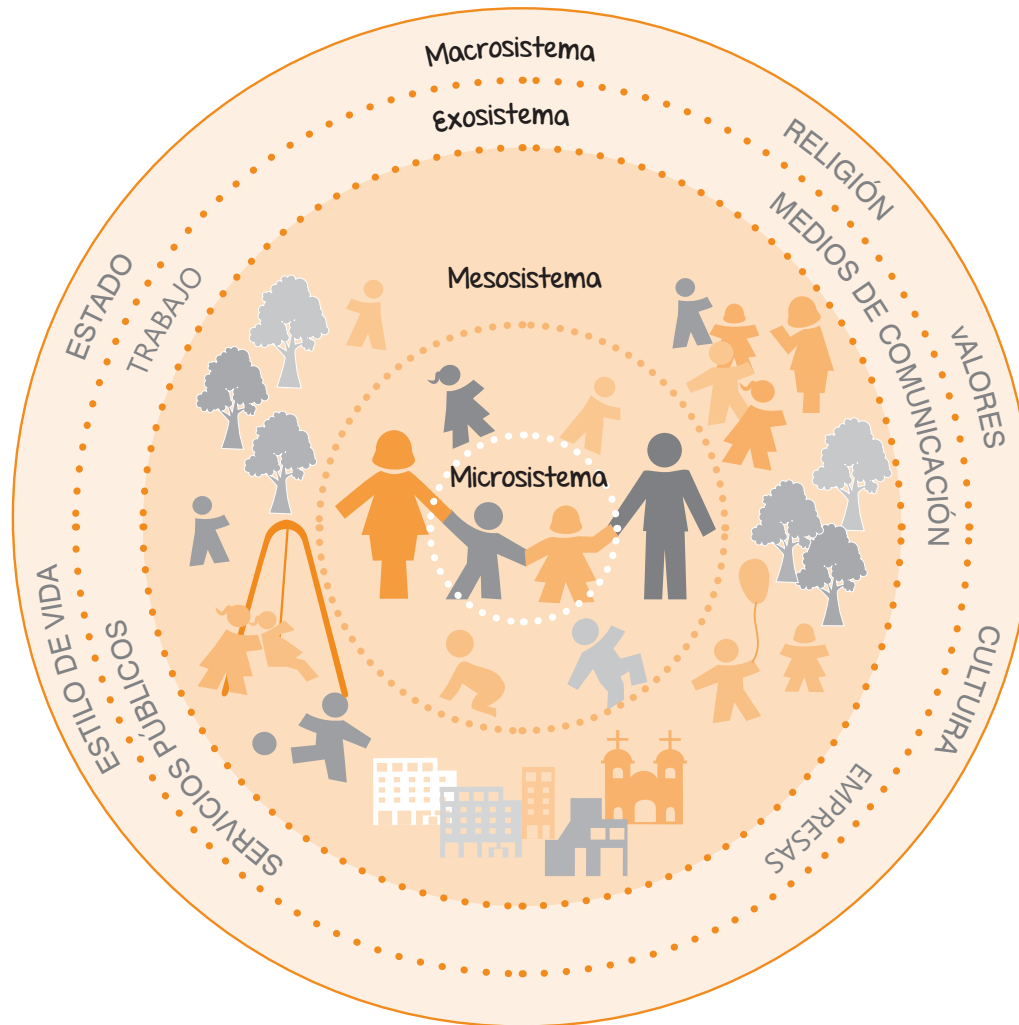 Macrosistema
Exosistema
RELIGIÓN
MEDIOS DE COMUNICACIÓN
ESTADO
TRABAJO
Mesosistema
vALORES
Microsistema
ESTILO DE VIDA
SERVICIOS PÚBLICOS
CULTUIRA
EMPRESAS